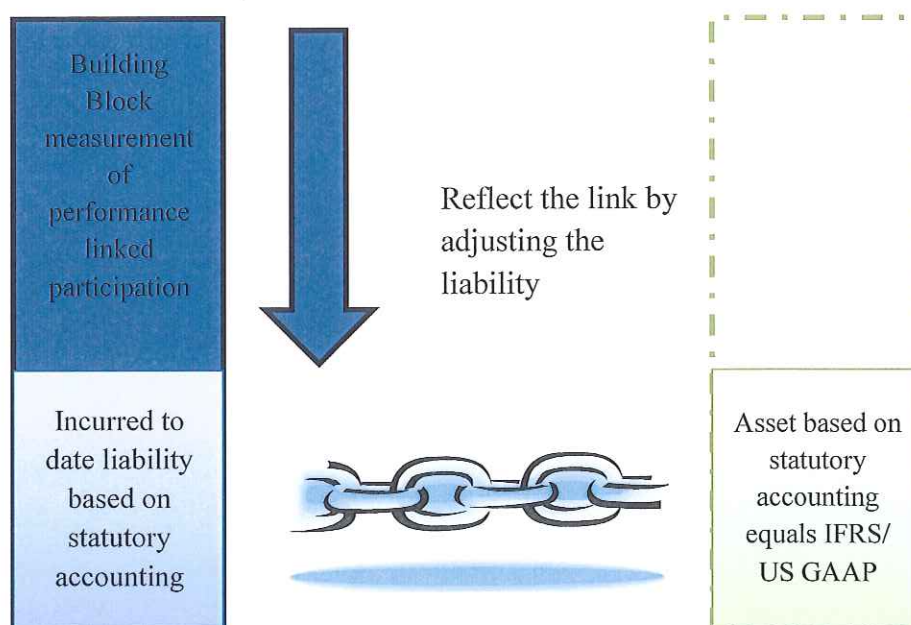 Building
Block
measurement
of
performance
linked
participation
Reflect the link by
adjusting the
liability
Incurred to
date liability
based on
statutory
accounting
Asset based on
statutory
accounting
equals IFRS/
US GAAP